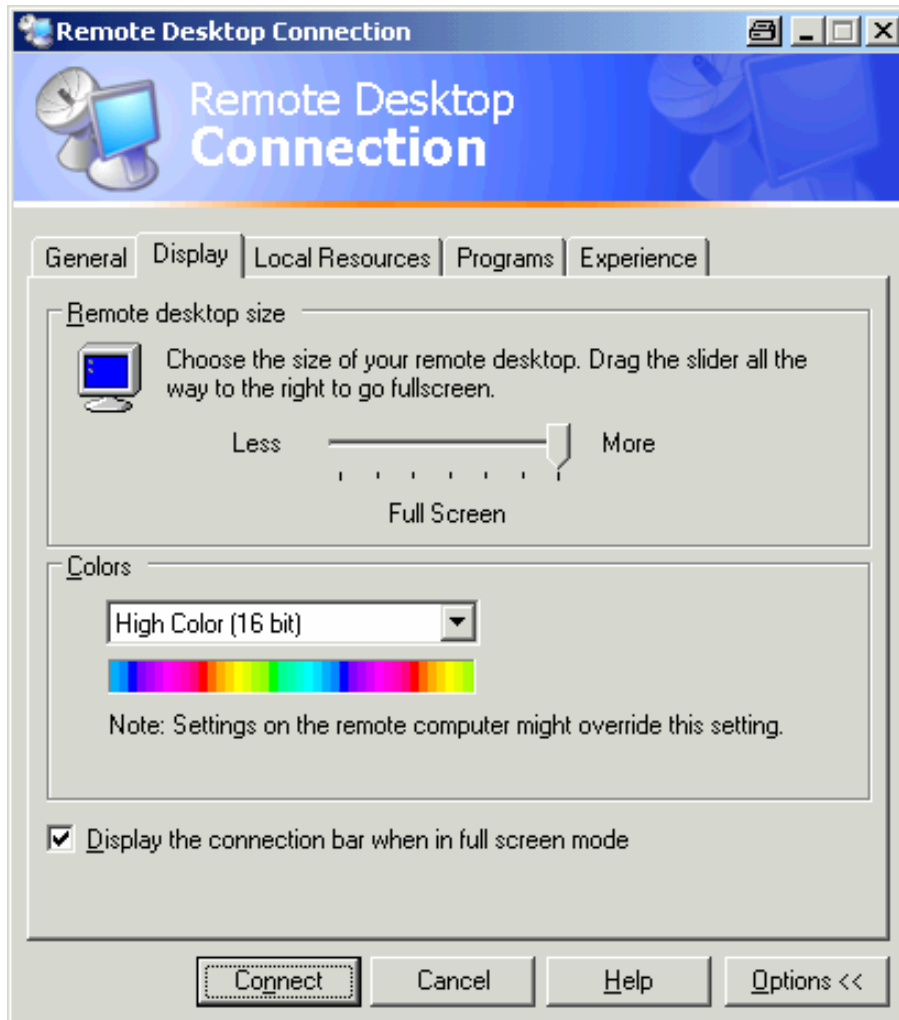 Remote Desktop Connection
Remote Desktop
Connection
General Display Local Resources Programs Experience
Remote desktop size
Choose the size of your remote desktop. Drag the slider all the
way to the right to go fullscreen.
Less More
Full Screen
Colors
High Color (16 bit)
Note: Settings on the remote computer might override this setting.
Display the connection bar when in full screen mode
Connect Cancel Help Options <<